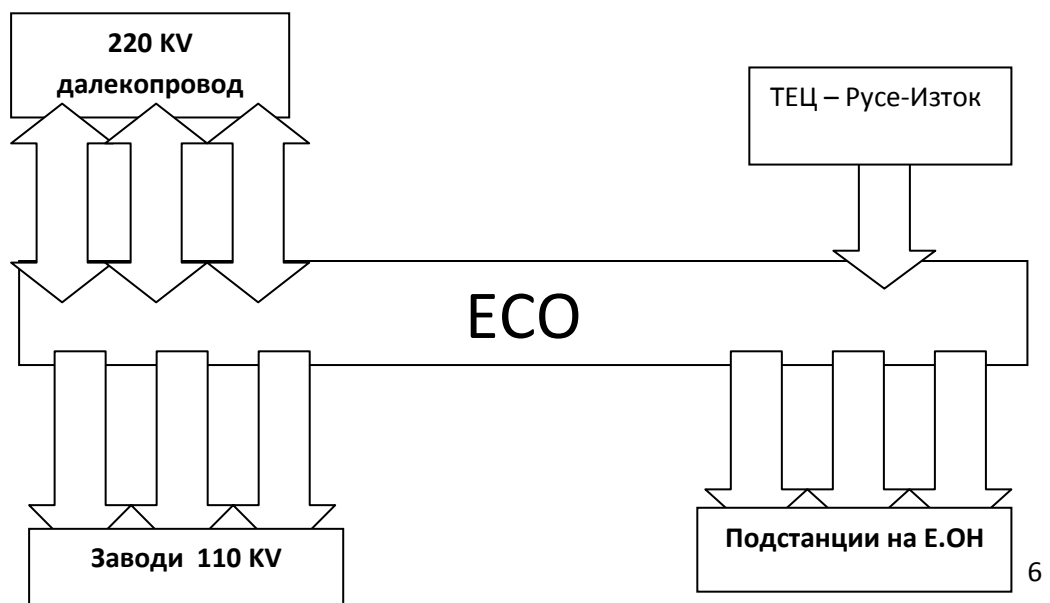 220 KV
далекопровод
ТЕЦ – Русе-Изток
ЕСО
Заводи 110 KV
Подстанции на Е.ОН
6